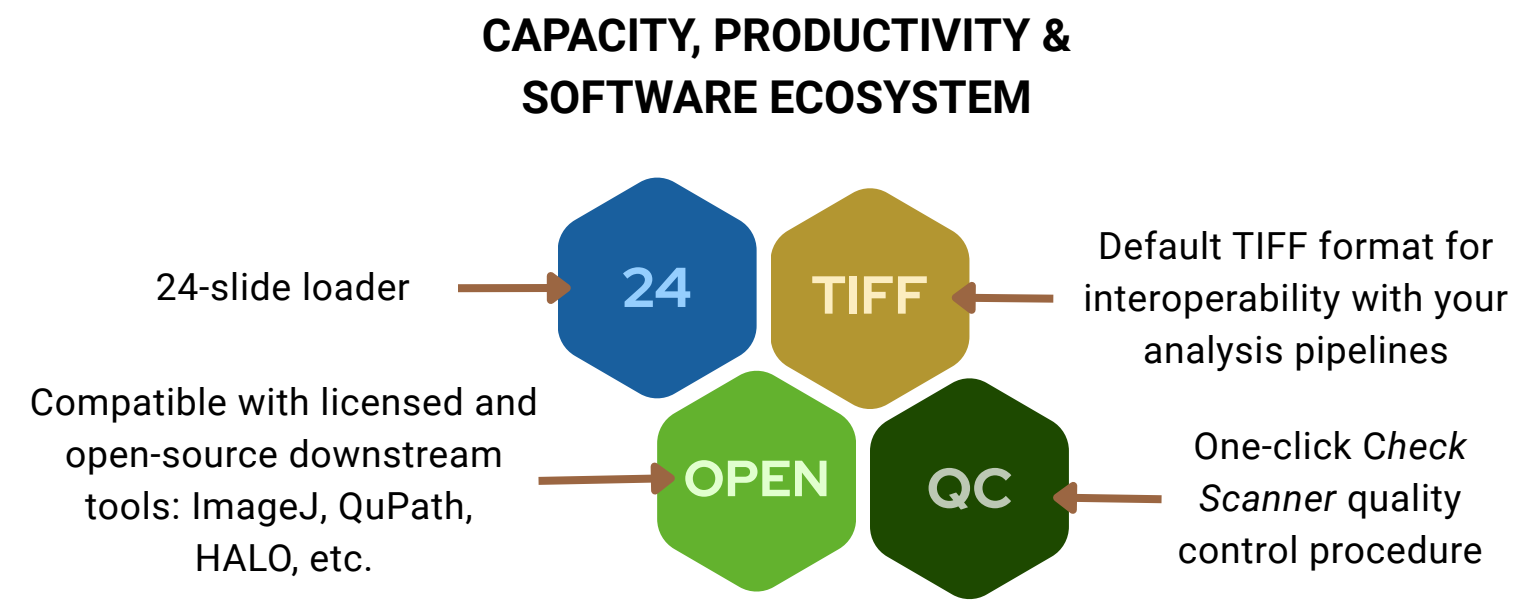 CAPACITY, PRODUCTIVITY &
SOFTWARE ECOSYSTEM
24-slide loader
24
TIFF
Default TIFF format for
interoperability with your
analysis pipelines
Compatible with licensed and
open-source downstream
tools: ImageJ, QuPath,
HALO, etc.
OPEN
QC
One-click Check
Scanner quality
control procedure